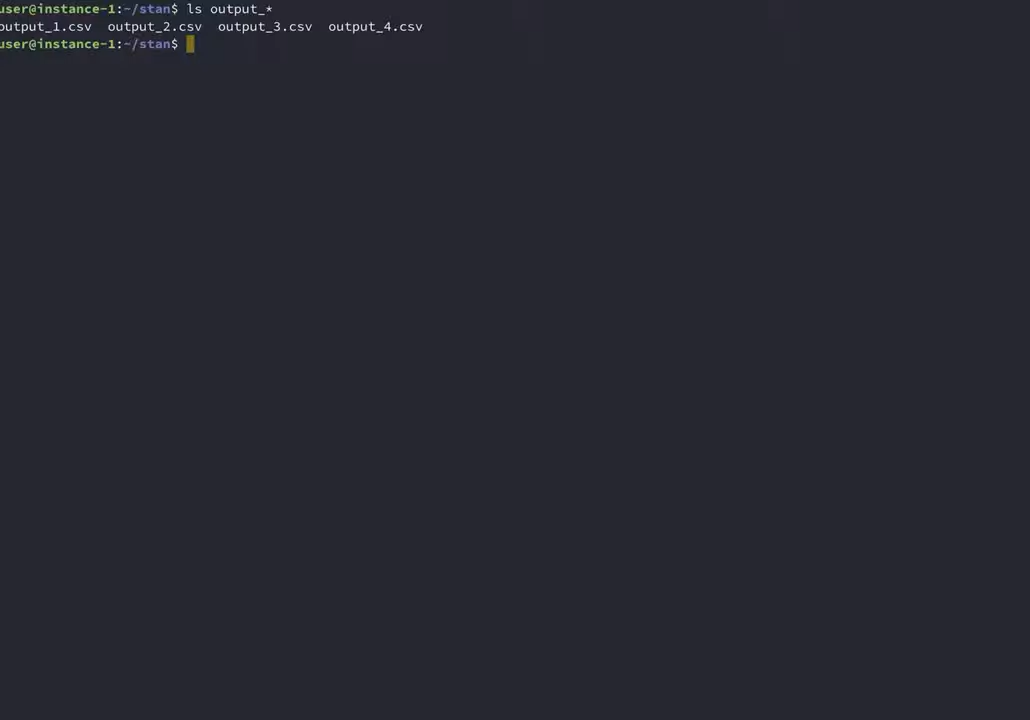 user@instance-1:~/stan$ ls output_*
output_1.csv  output_2.csv  output_3.csv  output_4.csv
user@instance-1:~/stan$